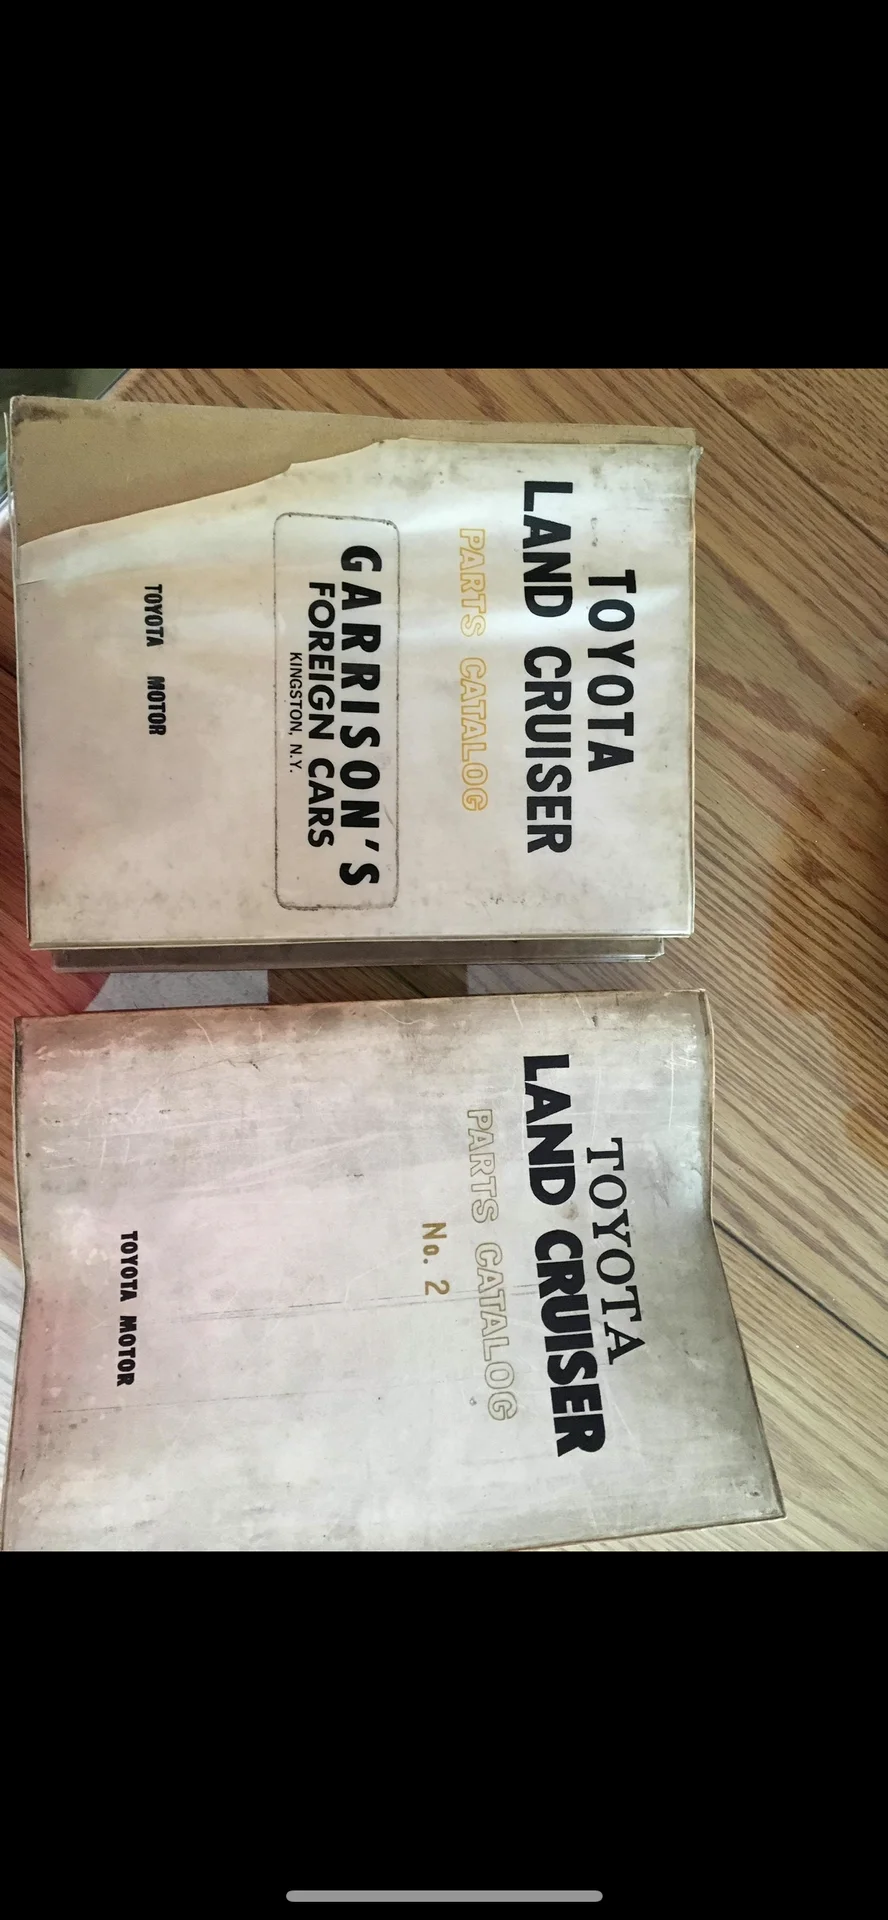 TOYOTA
LAND CRUISER
PARTS CATALOG
GARRISON'S
FOREIGN CARS
KINGSTON, N.Y.
TOYOTA MOTOR
TOYOTA
LAND CRUISER
PARTS CATALOG
No. 2
TOYOTA MOTOR